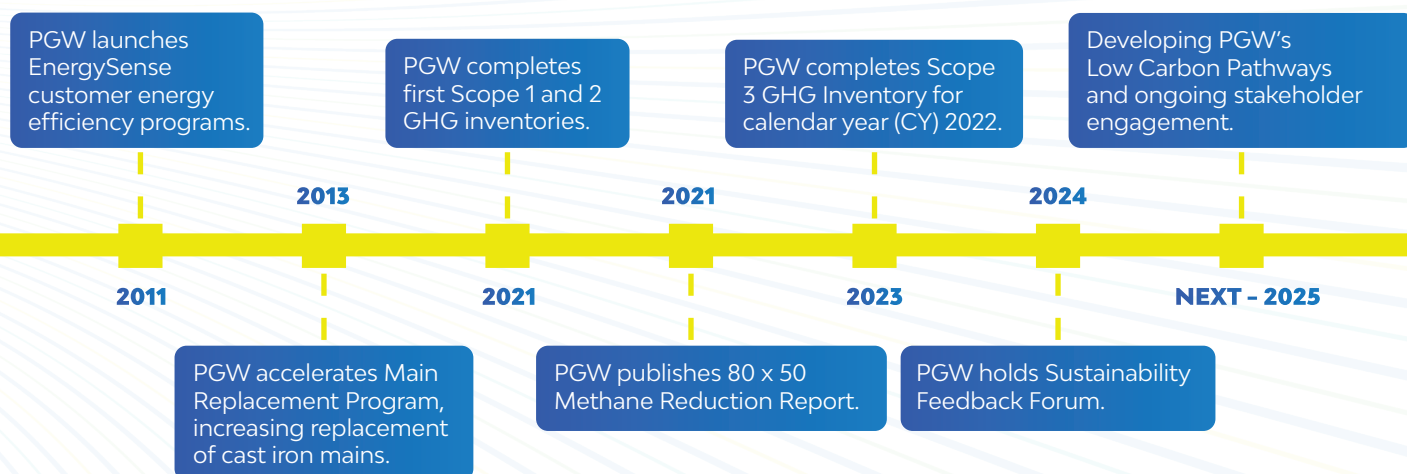 PGW launches
EnergySense
customer energy
efficiency programs.
2011
2013
PGW accelerates Main
Replacement Program,
increasing replacement
of cast iron mains.
PGW completes
first Scope 1 and 2
GHG inventories.
2021
2021
PGW publishes 80 x 50
Methane Reduction Report.
PGW completes Scope
3 GHG Inventory for
calendar year (CY) 2022.
2023
2024
PGW holds Sustainability
Feedback Forum.
Developing PGW's
Low Carbon Pathways
and ongoing stakeholder
engagement.
NEXT - 2025